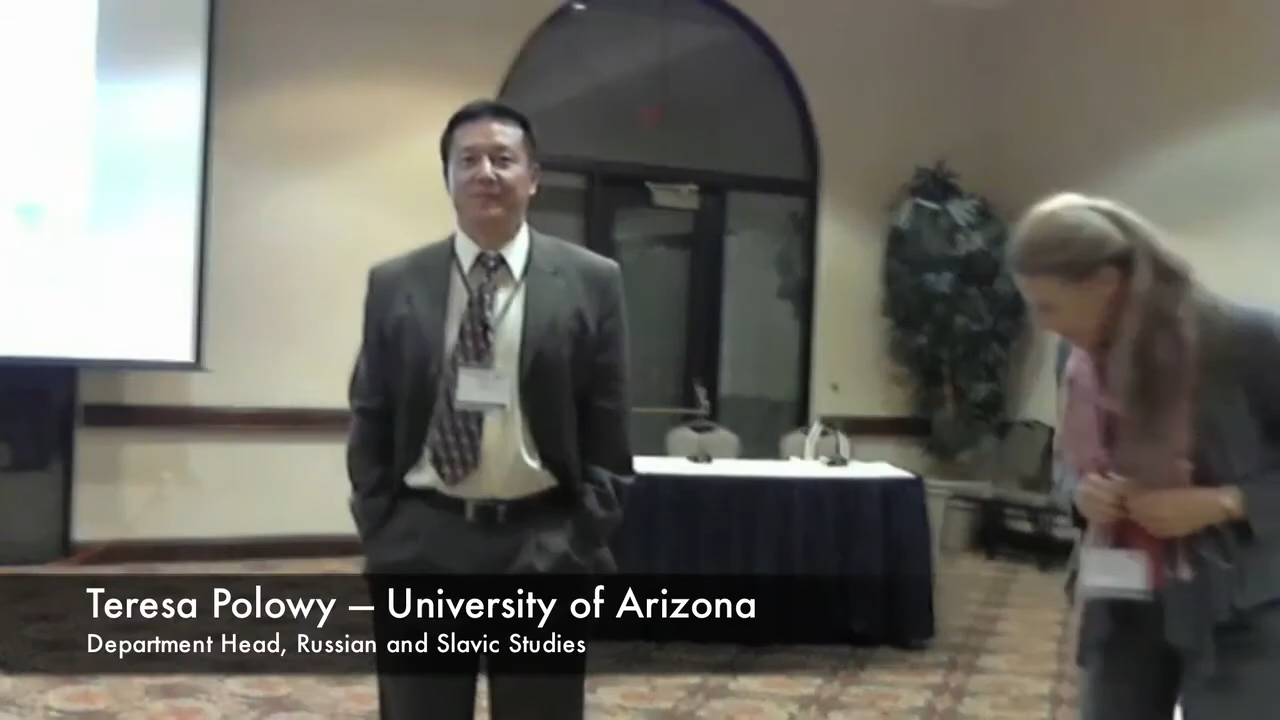 Teresa Polowy — University of Arizona
Department Head, Russian and Slavic Studies